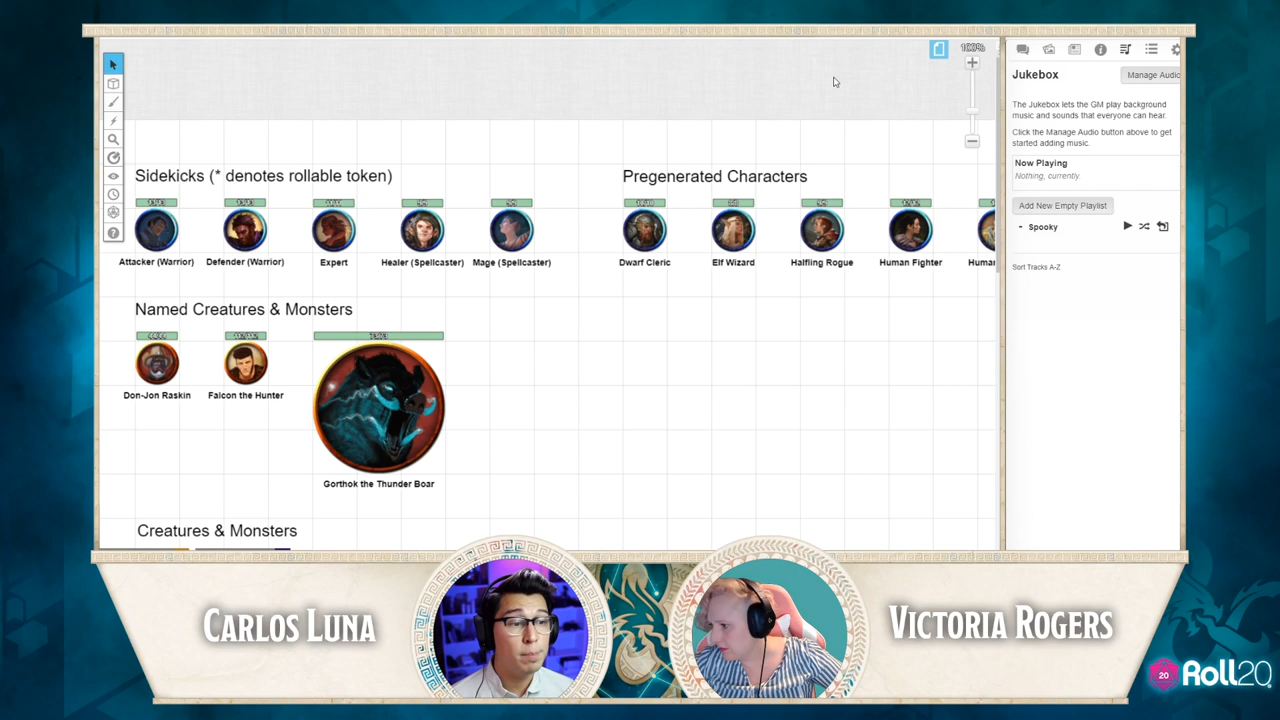 100%
Jukebox
Manage Audio
The Jukebox lets the GM play background
music and sounds that everyone can hear.
Click the Manage Audio button above to get
started adding music.
Now Playing
Nothing, currently.
Add New Empty Playlist
- Spooky
Sort Tracks A-Z
Sidekicks (* denotes rollable token)
Attacker (Warrior)
Defender (Warrior)
Expert
Healer (Spellcaster)
Mage (Spellcaster)
Pregenerated Characters
Dwarf Cleric
Elf Wizard
Halfling Rogue
Human Fighter
Human
Named Creatures & Monsters
Don-Jon Raskin
Falcon the Hunter
Gorthok the Thunder Boar
Creatures & Monsters
Carlos Luna
Victoria Rogers
20
Roll20